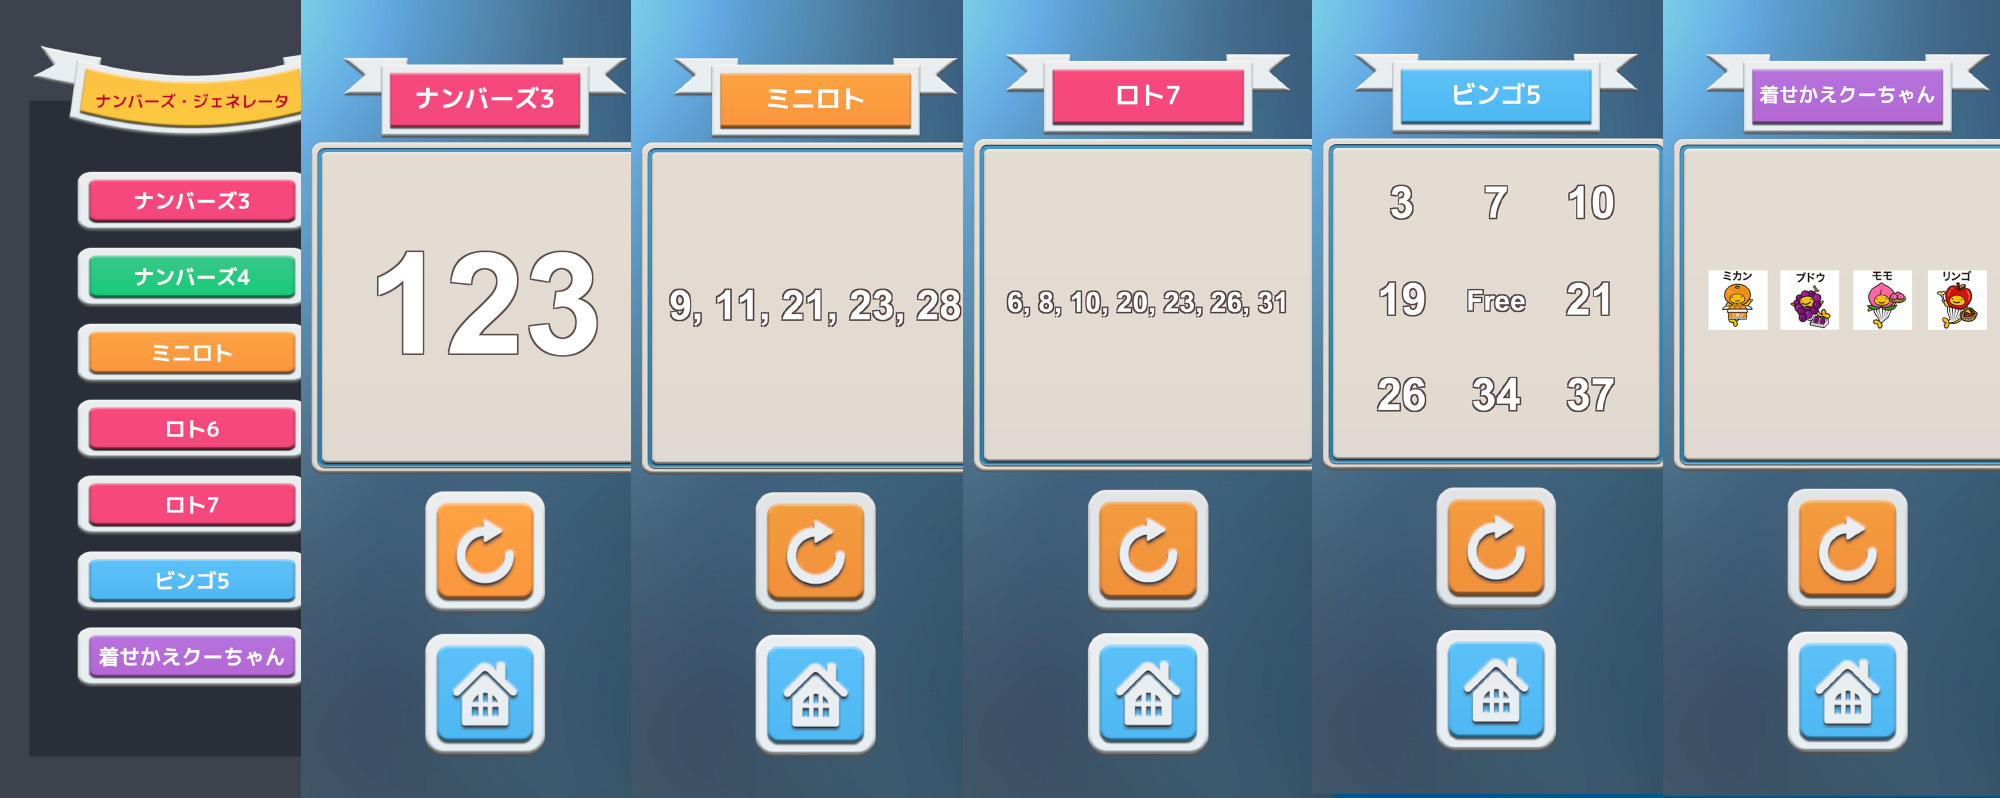 ナンバーズ・ジェネレータ
ナンバーズ3
ナンバーズ4
ミニロト
ロト6
ロト7
ビンゴ5
着せかえクーちゃん
ナンバーズ3
123
ミニロト
9, 11, 21, 23, 28
ロト7
6, 8, 10, 20, 23, 26, 31
ビンゴ5
3 7 10
19 Free 21
26 34 37
着せかえクーちゃん
ミカン ブドウ モモ リンゴ